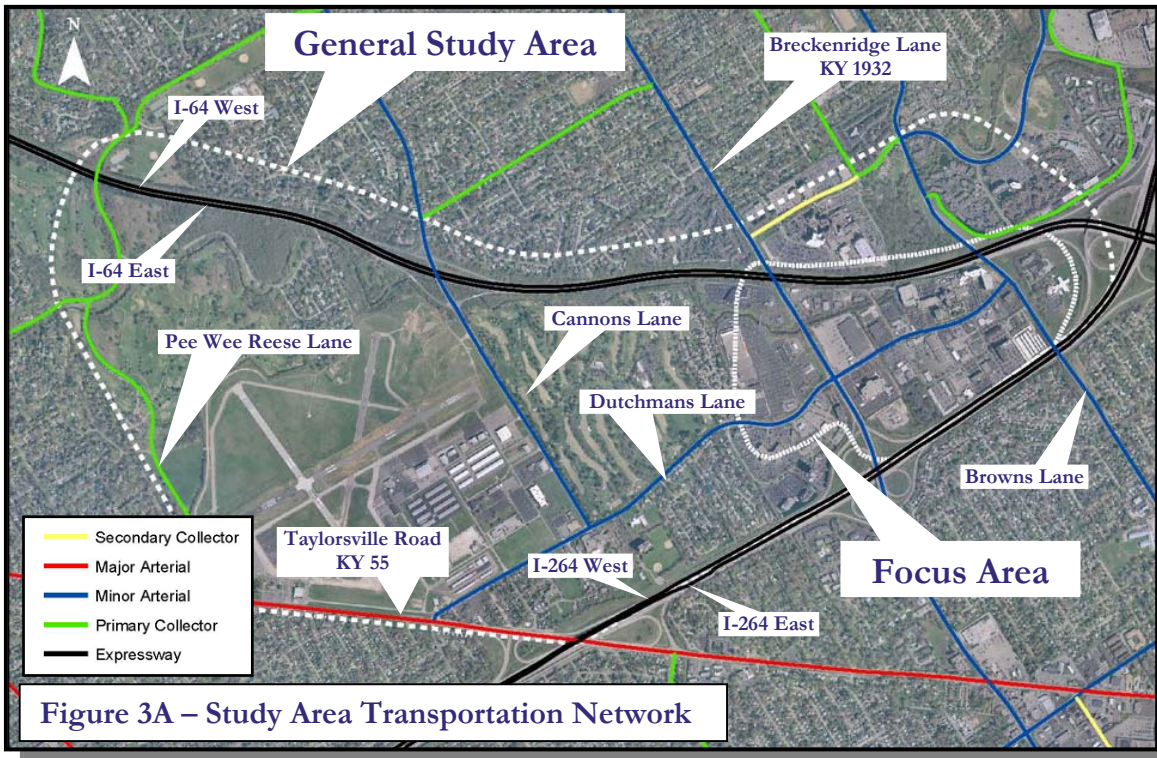 N
General Study Area
Breckenridge Lane
KY 1932
I-64 West
I-64 East
Cannons Lane
Pee Wee Reese Lane
Dutchmans Lane
Browns Lane
Secondary Collector
Major Arterial
Minor Arterial
Primary Collector
Expressway
Taylorsville Road
KY 55
I-264 West
Focus Area
I-264 East
Figure 3A – Study Area Transportation Network